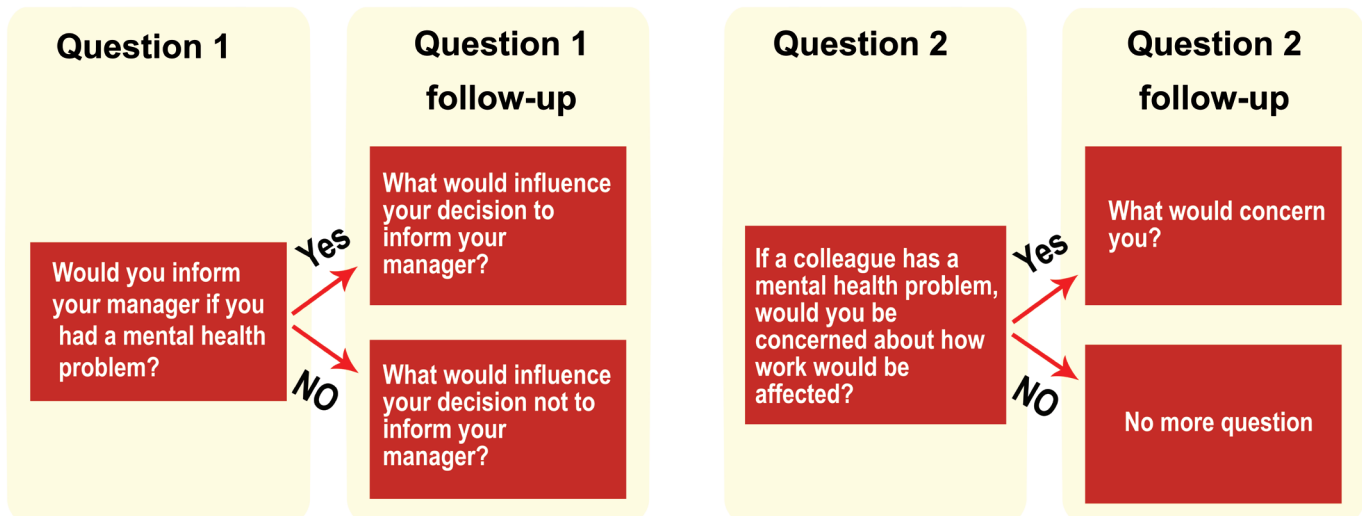 Question 1
Would you inform
your manager if you
had a mental health
problem?
Yes
NO
Question 1
follow-up
What would influence
your decision to
inform your
manager?
What would influence
your decision not to
inform your
manager?
Question 2
If a colleague has a
mental health problem,
would you be
concerned about how
work would be
affected?
Yes
NO
Question 2
follow-up
What would concern
you?
No more question